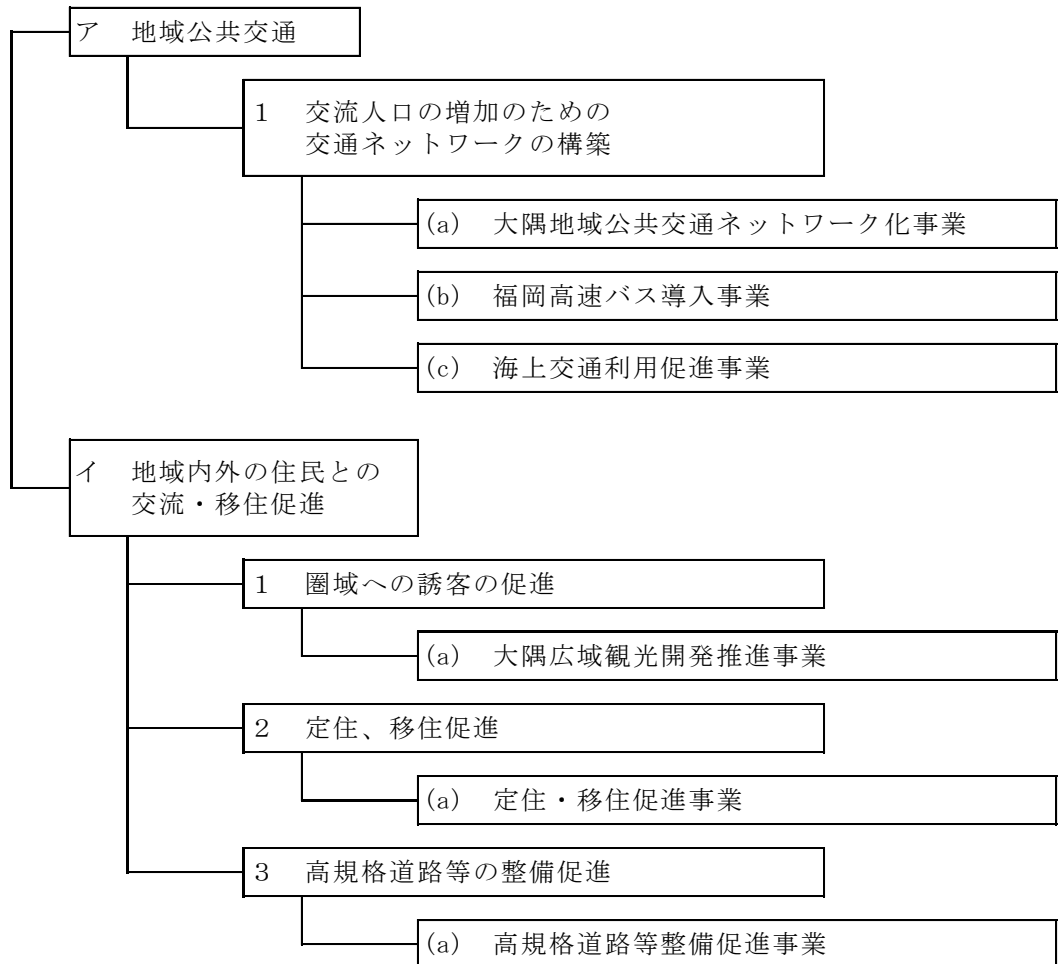 ア 地域公共交通
1 交流人口の増加のための
交通ネットワークの構築
(a) 大隅地域公共交通ネットワーク化事業
(b) 福岡高速バス導入事業
(c) 海上交通利用促進事業
イ 地域内外の住民との
交流・移住促進
1 圏域への誘客の促進
(a) 大隅広域観光開発推進事業
2 定住、移住促進
(a) 定住・移住促進事業
3 高規格道路等の整備促進
(a) 高規格道路等整備促進事業